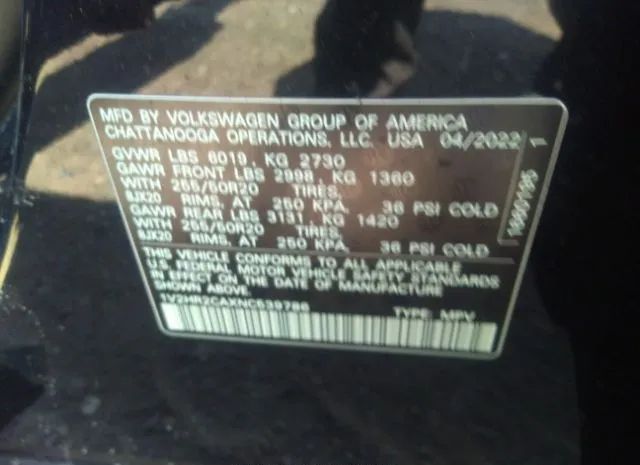 MFD BY VOLKSWAGEN GROUP OF AMERICA
CHATTANOOGA OPERATIONS, LLC. USA 04/2022
GVWR LBS 6019, KG 2730
GAWR FRONT LBS 2998, KG 1360
WITH 255/50R20 TIRES,
8JX20 RIMS, AT 250 KPA, 36 PSI COLD
GAWR REAR LBS 3131, KG 1420
WITH 255/50R20 TIRES,
8JX20 RIMS, AT 250 KPA, 36 PSI COLD
THIS VEHICLE CONFORMS TO ALL APPLICABLE
U.S. FEDERAL MOTOR VEHICLE SAFETY STANDARDS
IN EFFECT ON THE DATE OF MANUFACTURE
SHOWN ABOVE.
1V2HR2CAXNC539786
TYPE: MPV